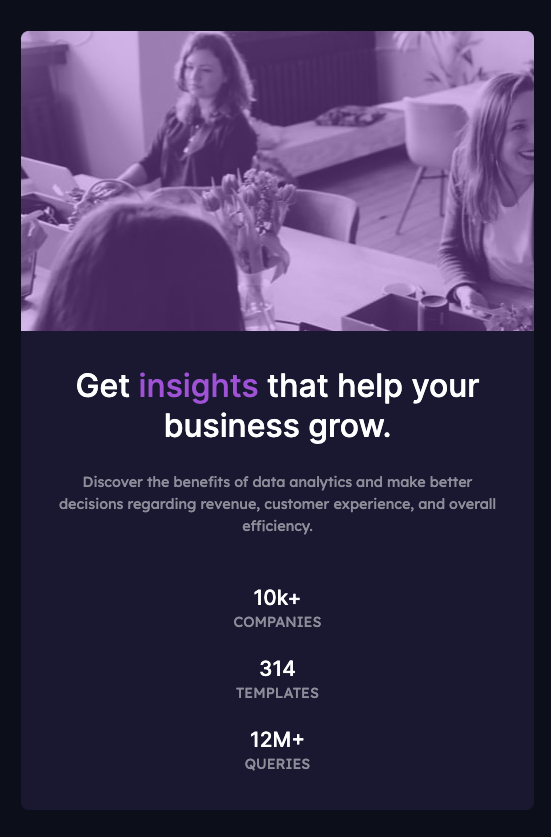 Get insights that help your
business grow.
Discover the benefits of data analytics and make better
decisions regarding revenue, customer experience, and overall
efficiency.
10k+
COMPANIES
314
TEMPLATES
12M+
QUERIES